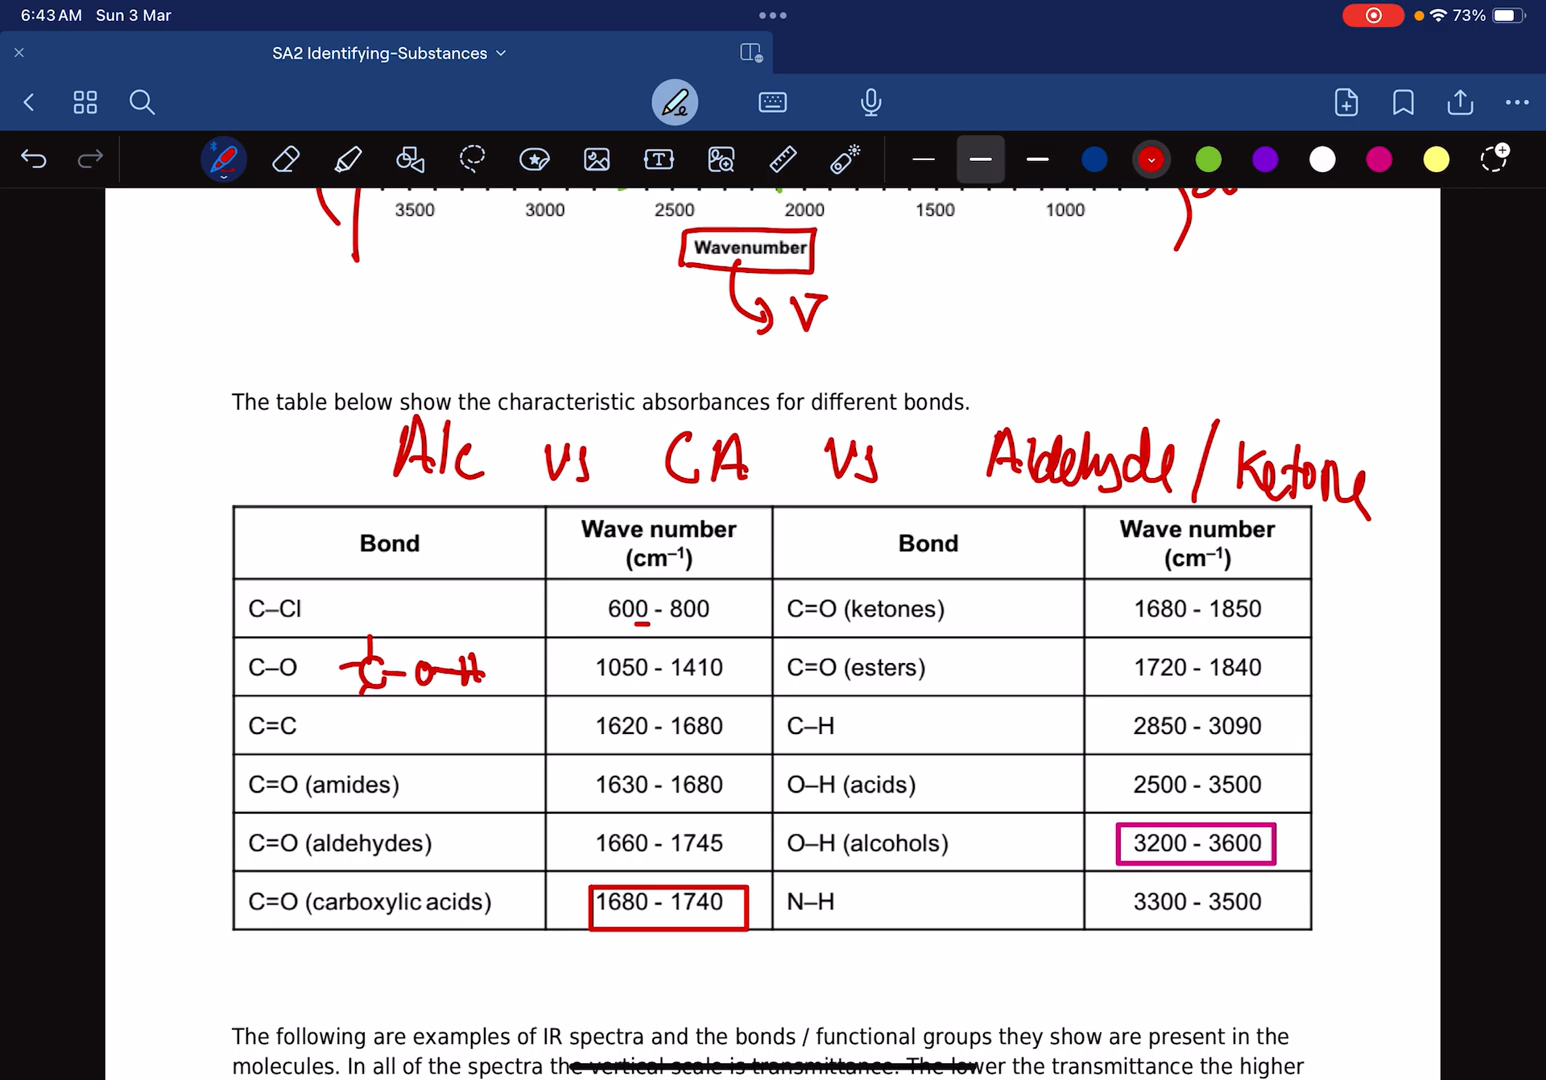 6:43 AM Sun 3 Mar
73%
SA2 Identifying-Substances
3500 3000 2500 2000 1500 1000
Wavenumber
The table below show the characteristic absorbances for different bonds.
Alc vs CA vs Aldehyde / Ketone
Bond Wave number (cm⁻¹) Bond Wave number (cm⁻¹)
C–Cl 600 - 800 C=O (ketones) 1680 - 1850
C–O C-O-H 1050 - 1410 C=O (esters) 1720 - 1840
C=C 1620 - 1680 C–H 2850 - 3090
C=O (amides) 1630 - 1680 O–H (acids) 2500 - 3500
C=O (aldehydes) 1660 - 1745 O–H (alcohols) 3200 - 3600
C=O (carboxylic acids) 1680 - 1740 N–H 3300 - 3500
The following are examples of IR spectra and the bonds / functional groups they show are present in the
molecules. In all of the spectra the vertical scale is transmittance. The lower the transmittance the higher